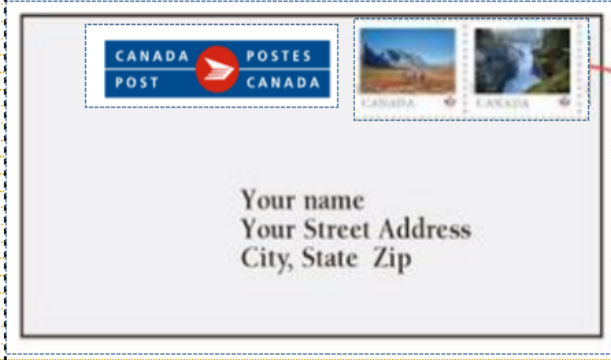 CANADA POSTES
POST CANADA
CANADA CANADA
Your name
Your Street Address
City, State  Zip